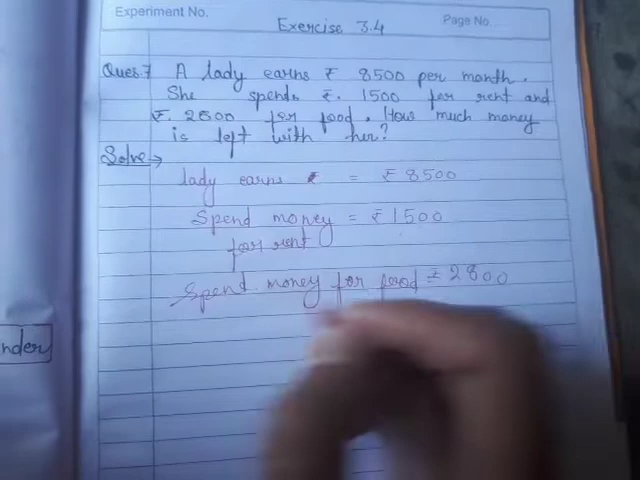 Experiment No.
Page No.
Exercise 3.4
Ques.7 A lady earns ₹ 8500 per month.
She spends ₹. 1500 for rent and
₹. 2800 for food. How much money
is left with her?
Solve →
lady earns ₹ = ₹ 8500
Spend money = ₹ 1500
for rent
Spend money for food = 2800
nder